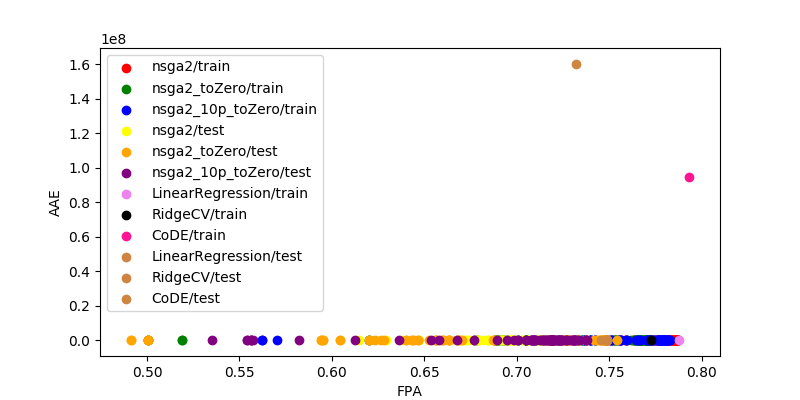 1e8
1.6
1.4
1.2
1.0
0.8
0.6
0.4
0.2
0.0
AAE
nsga2/train
nsga2_toZero/train
nsga2_10p_toZero/train
nsga2/test
nsga2_toZero/test
nsga2_10p_toZero/test
LinearRegression/train
RidgeCV/train
CoDE/train
LinearRegression/test
RidgeCV/test
CoDE/test
0.50 0.55 0.60 0.65 0.70 0.75 0.80
FPA